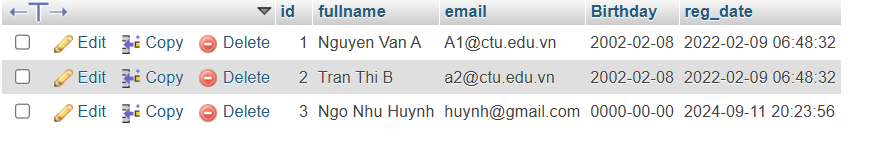 id fullname email Birthday reg_date
Edit Copy Delete 1 Nguyen Van A A1@ctu.edu.vn 2002-02-08 2022-02-09 06:48:32
Edit Copy Delete 2 Tran Thi B a2@ctu.edu.vn 2002-02-08 2022-02-09 06:48:32
Edit Copy Delete 3 Ngo Nhu Huynh huynh@gmail.com 0000-00-00 2024-09-11 20:23:56